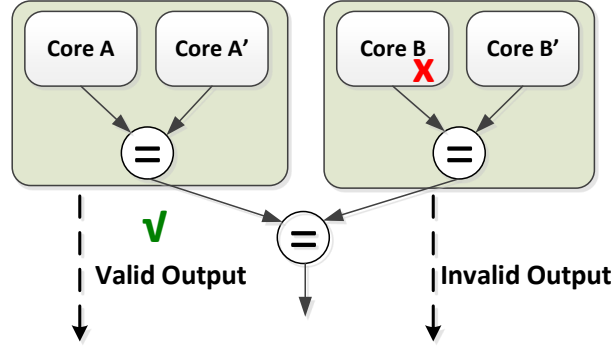 Core A
Core A'
Core B
X
Core B'
=
=
√
=
Valid Output
Invalid Output